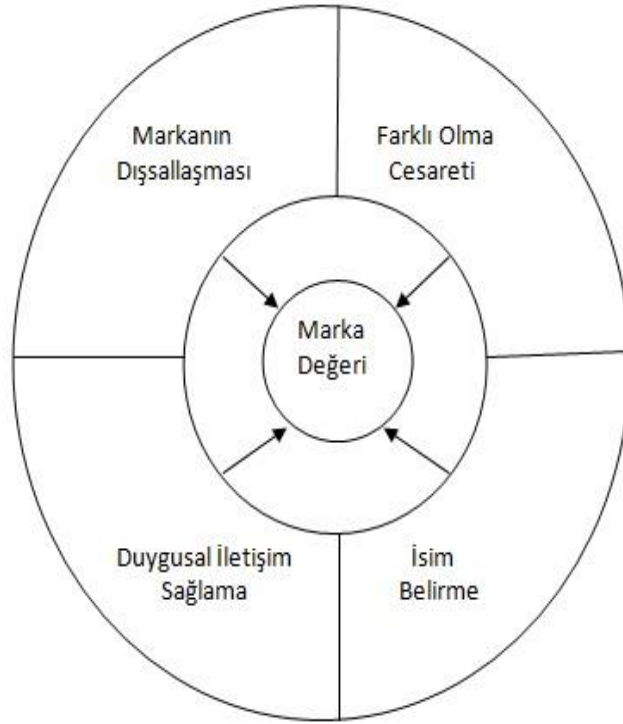 Markanın
Dışsallaşması
Farklı Olma
Cesareti
Marka
Değeri
Duygusal İletişim
Sağlama
İsim
Belirme